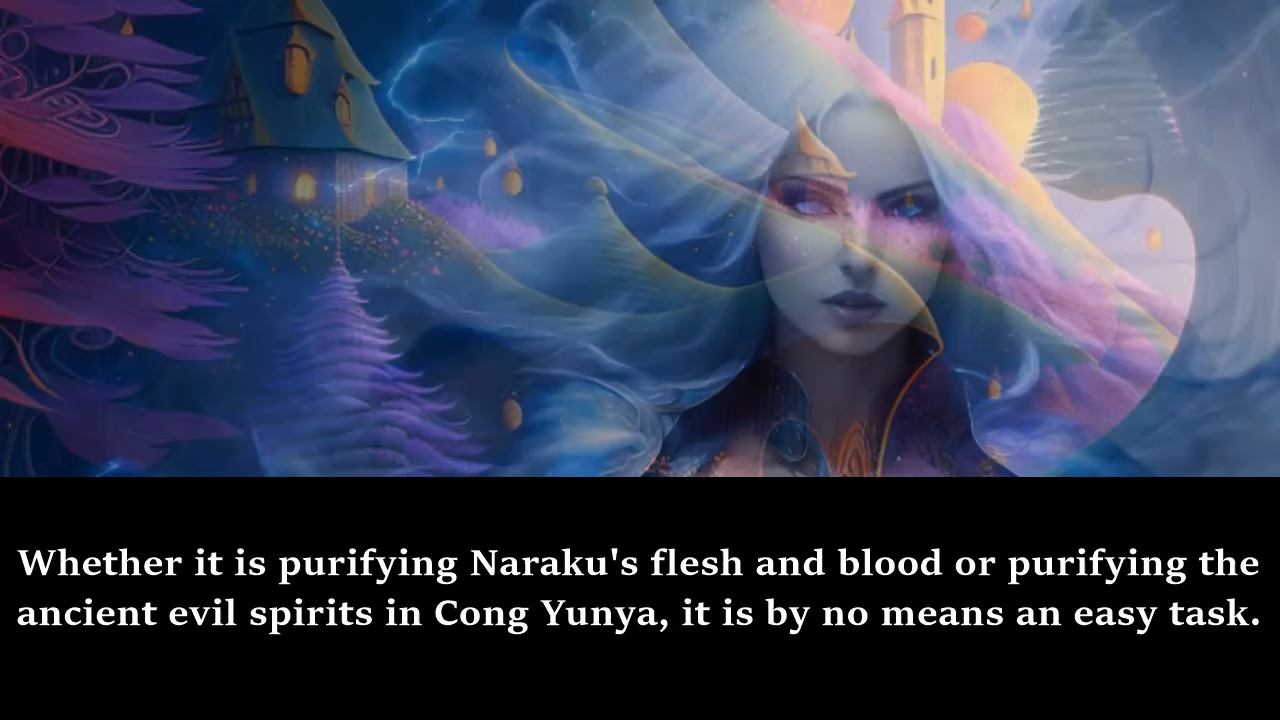 Whether it is purifying Naraku's flesh and blood or purifying the
ancient evil spirits in Cong Yunya, it is by no means an easy task.